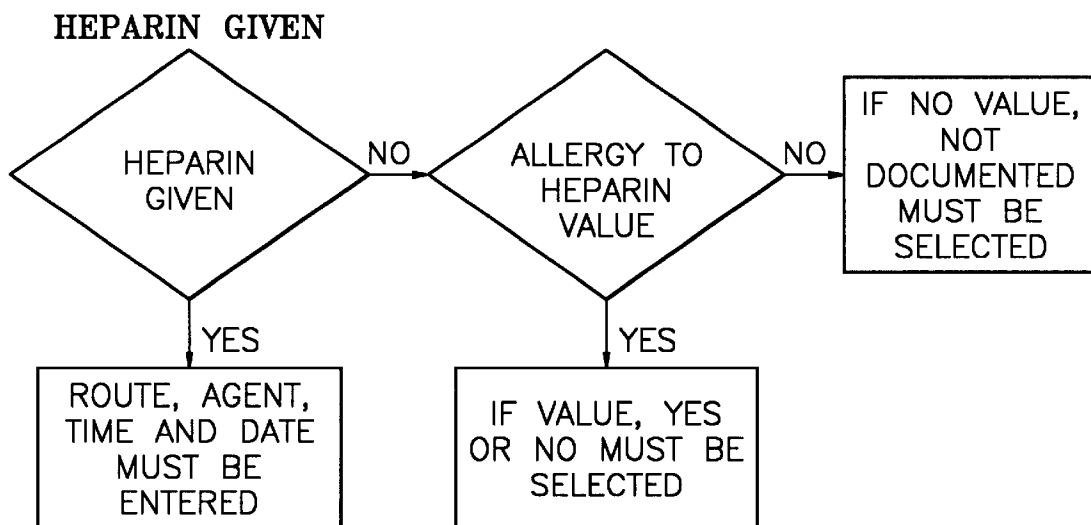 HEPARIN GIVEN
HEPARIN
GIVEN
NO
ALLERGY TO
HEPARIN
VALUE
NO
IF NO VALUE,
NOT
DOCUMENTED
MUST BE
SELECTED
YES
ROUTE, AGENT,
TIME AND DATE
MUST BE
ENTERED
YES
IF VALUE, YES
OR NO MUST BE
SELECTED